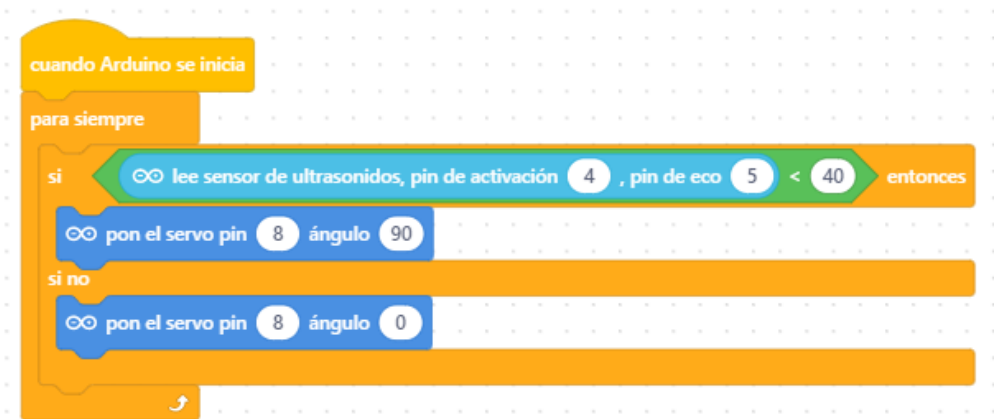 cuando Arduino se inicia
para siempre
si lee sensor de ultrasonidos, pin de activación 4 , pin de eco 5 < 40 entonces
pon el servo pin 8 ángulo 90
si no
pon el servo pin 8 ángulo 0